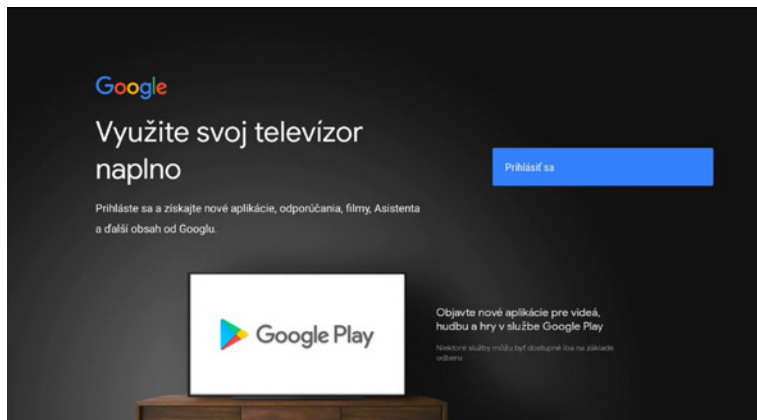 Google
Využite svoj televízor
naplno
Prihláste sa a získajte nové aplikácie, odporúčania, filmy, Asistenta
a ďalší obsah od Googlu.
Prihlásiť sa
Google Play
Objavte nové aplikácie pre videá,
hudbu a hry v službe Google Play
Niektoré služby môžu byť dostupné iba na základe
odberu